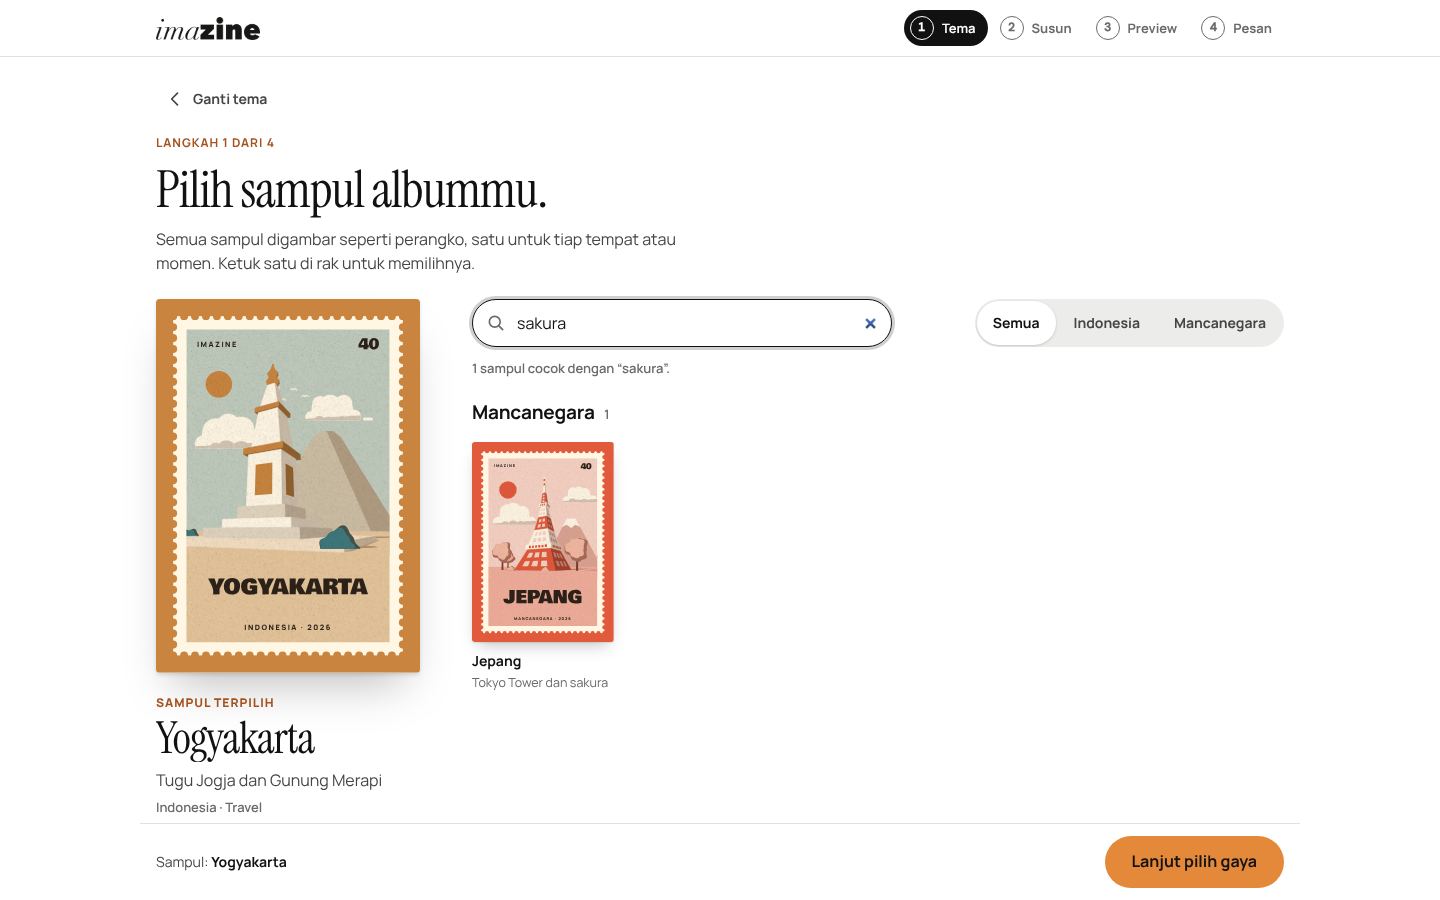 imazine
1 Tema
2 Susun
3 Preview
4 Pesan
Ganti tema
LANGKAH 1 DARI 4
Pilih sampul albummu.
Semua sampul digambar seperti perangko, satu untuk tiap tempat atau
momen. Ketuk satu di rak untuk memilihnya.
IMAZINE
40
YOGYAKARTA
INDONESIA · 2026
SAMPUL TERPILIH
Yogyakarta
Tugu Jogja dan Gunung Merapi
Indonesia · Travel
sakura
Semua
Indonesia
Mancanegara
1 sampul cocok dengan “sakura”.
Mancanegara 1
IMAZINE
40
JEPANG
MANCANEGARA · 2026
Jepang
Tokyo Tower dan sakura
Sampul: Yogyakarta
Lanjut pilih gaya